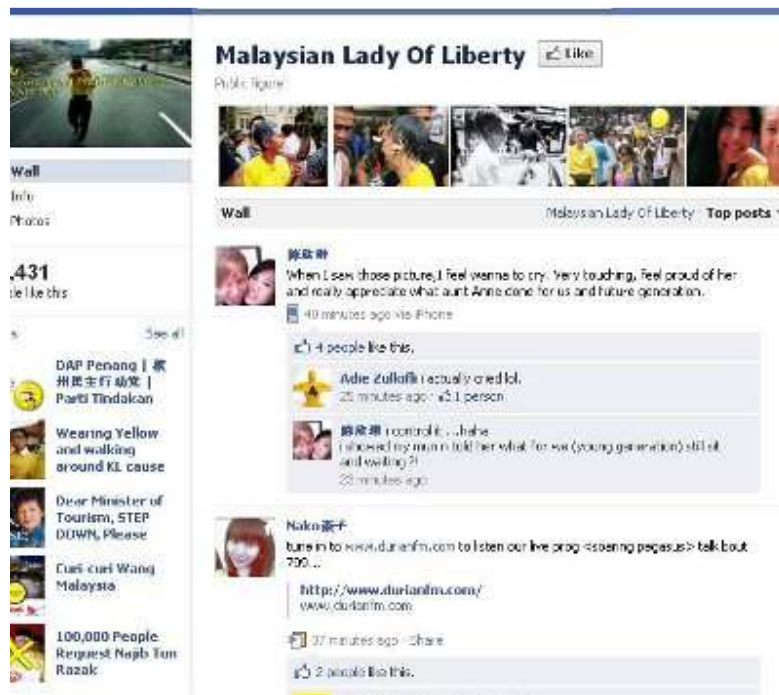 Malaysian Lady Of Liberty
Like
Public figure
Wall
Info
Photos
,431
le like this
See all
DAP Penang | 槟
州民主行动党 |
Parti Tindakan
Wearing Yellow
and walking
around KL cause
Dear Minister of
Tourism, STEP
DOWN, Please
Curi-curi Wang
Malaysia
100,000 People
Request Najib Tun
Razak
Wall
Malaysian Lady Of Liberty
Top posts
When I saw those picture,I feel wanna to cry. Very touching, Feel proud of her
and really appreciate what aunt Anne done for us and future generation.
49 minutes ago via iPhone
4 people like this.
Adie Zulkifli i actually cried lol.
25 minutes ago · 1 person
i control it ...haha
i showed my mum n told her what for we (young generation) still sit
and waiting ?!
23 minutes ago
Nako
tune in to www.durianfm.com to listen our live prog <soaring pegasus> talk bout
709...
http://www.durianfm.com/
www.durianfm.com
37 minutes ago · Share
2 people like this.